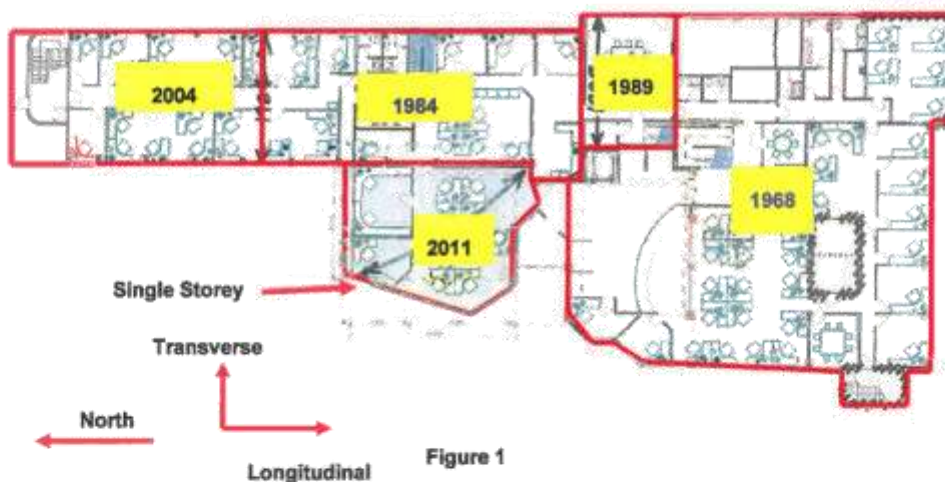 2004
1984
1989
1968
2011
Single Storey
Transverse
North
Longitudinal
Figure 1